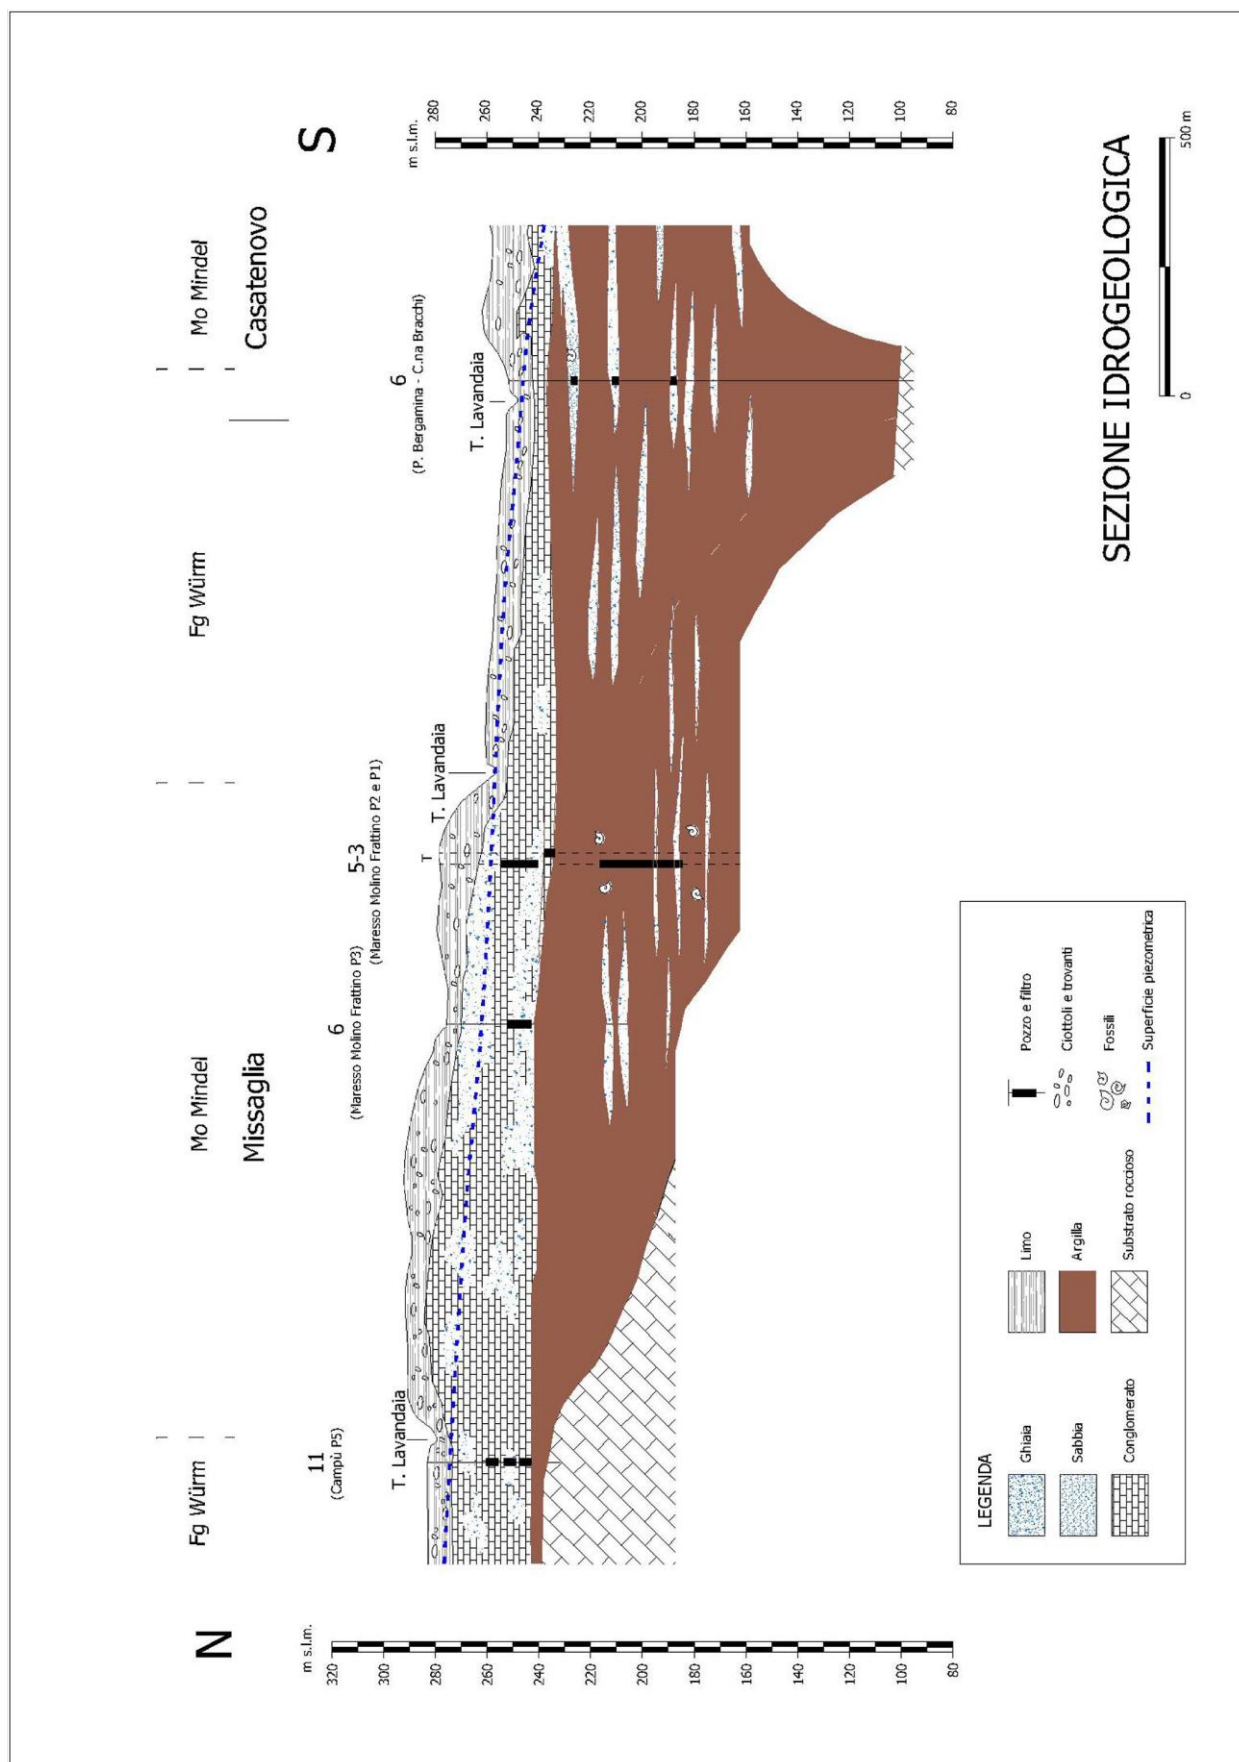 N
S
Fg Würm
Mo Mindel
Fg Würm
Mo Mindel
Missaglia
Casatenovo
11
(Campù P5)
6
(Maresso Molino Frattino P3)
5-3
(Maresso Molino Frattino P2 e P1)
6
(P. Bergamina - C.na Bracchi)
T. Lavandaia
T. Lavandaia
T. Lavandaia
T
m s.l.m.
320
300
280
260
240
220
200
180
160
140
120
100
80
m s.l.m.
280
260
240
220
200
180
160
140
120
100
80
LEGENDA
Ghiaia
Limo
Pozzo e filtro
Sabbia
Argilla
Ciottoli e trovanti
Conglomerato
Substrato roccioso
Fossili
Superficie piezometrica
SEZIONE IDROGEOLOGICA
0
500 m